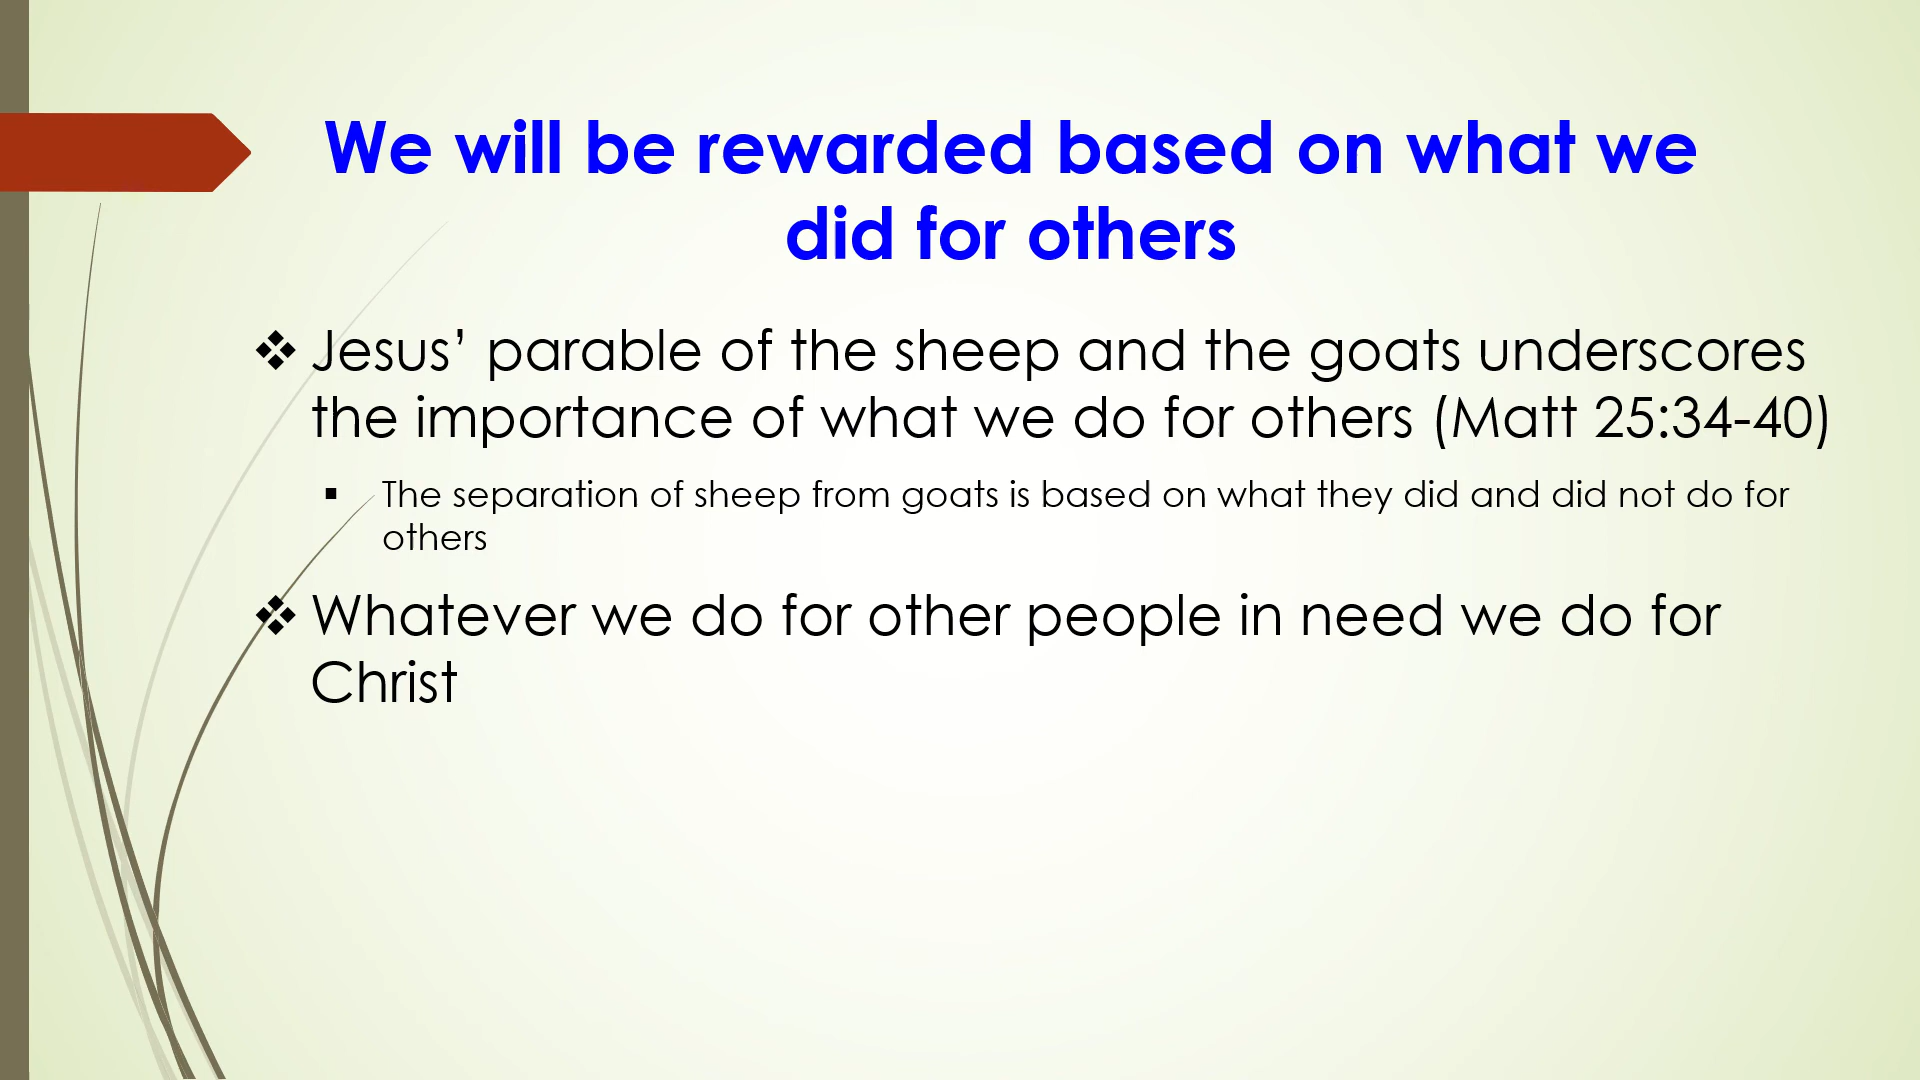 We will be rewarded based on what we
did for others
❖ Jesus’ parable of the sheep and the goats underscores
the importance of what we do for others (Matt 25:34-40)
▪ The separation of sheep from goats is based on what they did and did not do for
others
❖ Whatever we do for other people in need we do for
Christ